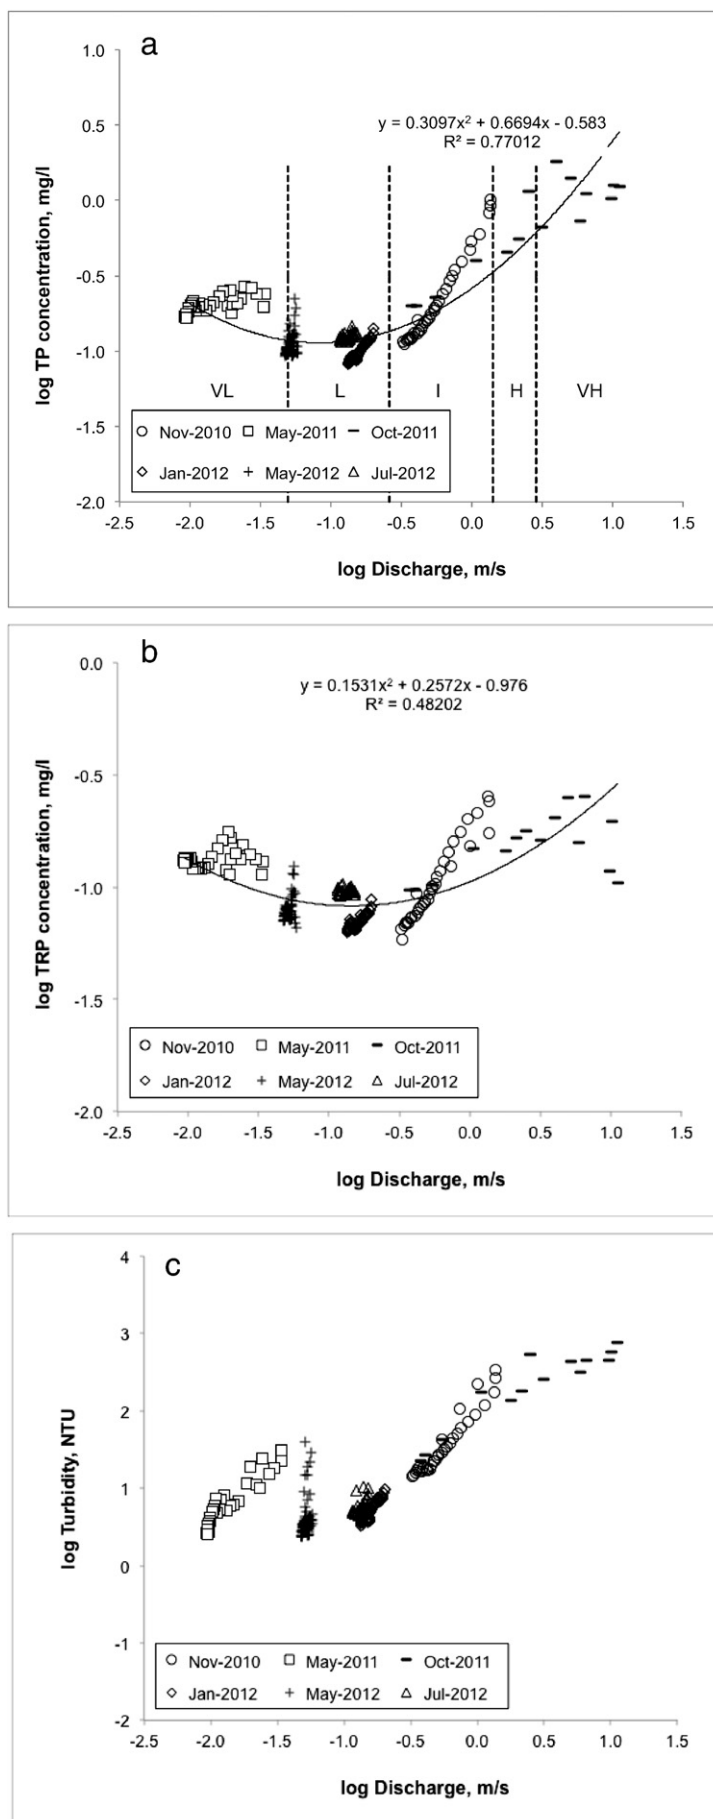 a
1.0
y = 0.3097x² + 0.6694x - 0.583
R² = 0.77012
0.5
0.0
-0.5
-1.0
-1.5
-2.0
log TP concentration, mg/l
VL L I H VH
Nov-2010 May-2011 Oct-2011
Jan-2012 May-2012 Jul-2012
-2.5 -2.0 -1.5 -1.0 -0.5 0.0 0.5 1.0 1.5
log Discharge, m/s
b
0.0
y = 0.1531x² + 0.2572x - 0.976
R² = 0.48202
-0.5
-1.0
-1.5
-2.0
log TRP concentration, mg/l
Nov-2010 May-2011 Oct-2011
Jan-2012 May-2012 Jul-2012
-2.5 -2.0 -1.5 -1.0 -0.5 0.0 0.5 1.0 1.5
log Discharge, m/s
c
4
3
2
1
0
-1
-2
log Turbidity, NTU
Nov-2010 May-2011 Oct-2011
Jan-2012 May-2012 Jul-2012
-2.5 -2.0 -1.5 -1.0 -0.5 0.0 0.5 1.0 1.5
log Discharge, m/s